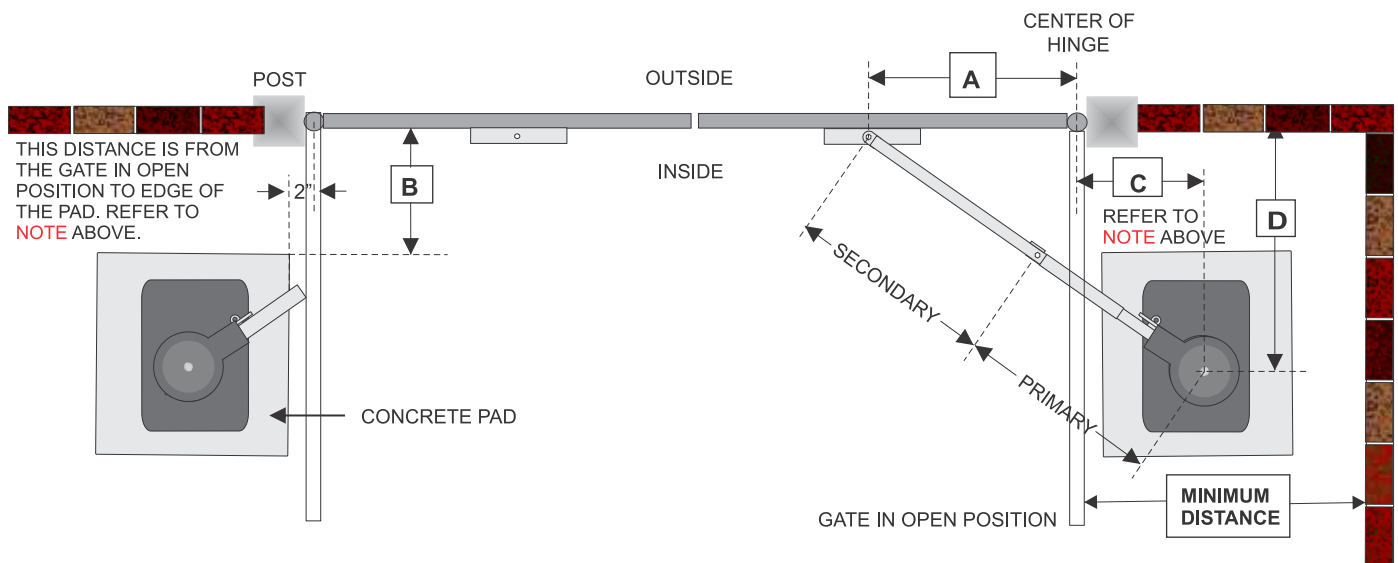 CENTER OF
HINGE
POST
OUTSIDE
A
THIS DISTANCE IS FROM
THE GATE IN OPEN
POSITION TO EDGE OF
THE PAD. REFER TO
NOTE ABOVE.
2"
B
INSIDE
C
REFER TO
NOTE ABOVE
D
SECONDARY
PRIMARY
CONCRETE PAD
GATE IN OPEN POSITION
MINIMUM
DISTANCE